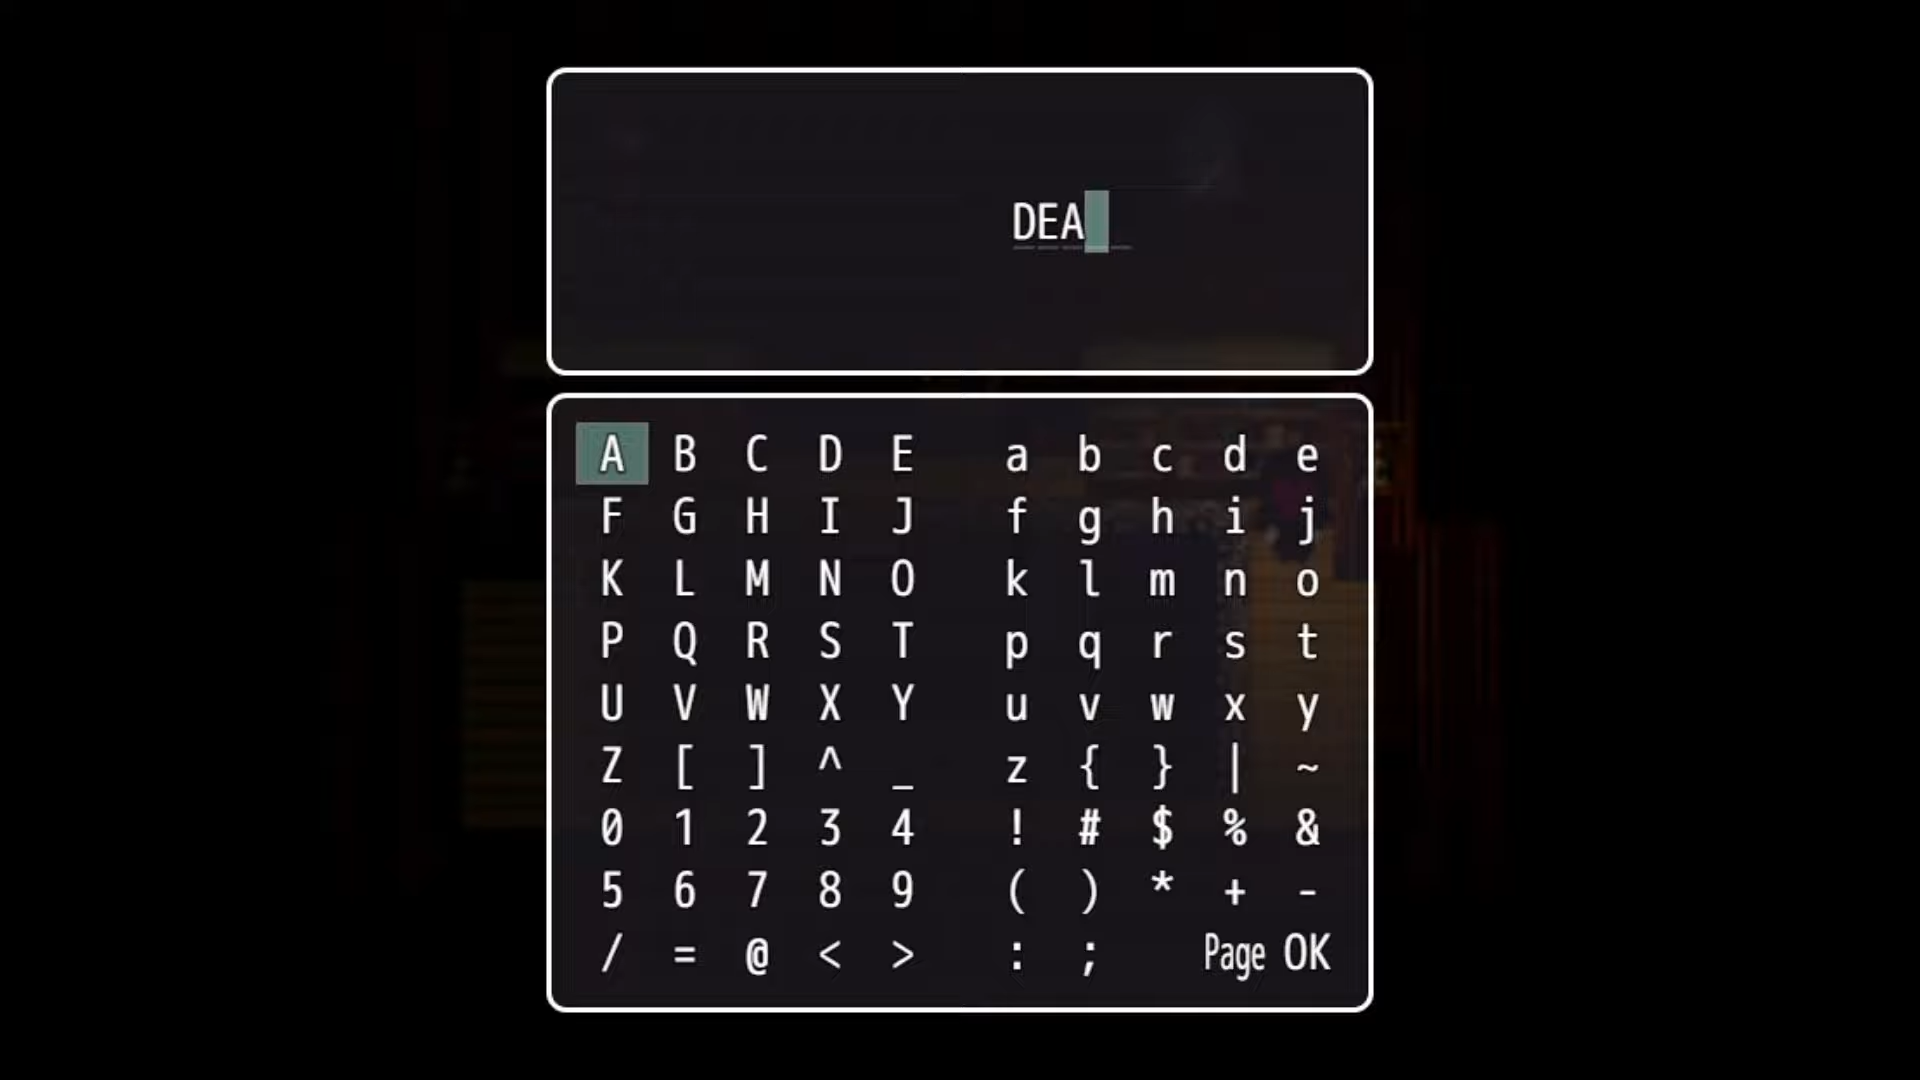 DEA
A B C D E a b c d e
F G H I J f g h i j
K L M N O k l m n o
P Q R S T p q r s t
U V W X Y u v w x y
Z [ ] ^ _ z { } | ~
0 1 2 3 4 ! # $ % &
5 6 7 8 9 ( ) * + -
/ = @ < > : ; Page OK